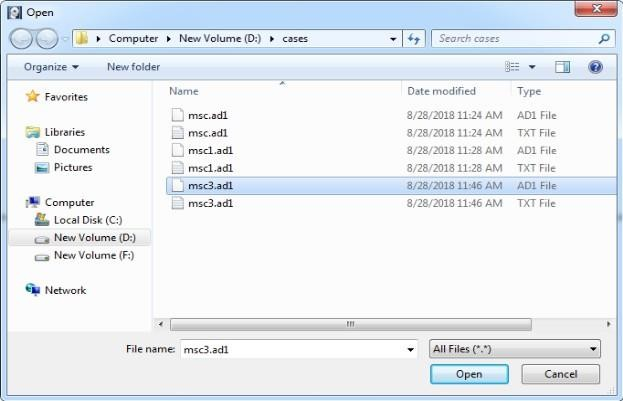 Open
Computer New Volume (D:) cases Search cases
Organize New folder
Name Date modified Type
Favorites
Libraries
Documents
Pictures
Computer
Local Disk (C:)
New Volume (D:)
New Volume (F:)
Network
msc.ad1 8/28/2018 11:24 AM AD1 File
msc.ad1 8/28/2018 11:24 AM TXT File
msc1.ad1 8/28/2018 11:28 AM AD1 File
msc1.ad1 8/28/2018 11:28 AM TXT File
msc3.ad1 8/28/2018 11:46 AM AD1 File
msc3.ad1 8/28/2018 11:46 AM TXT File
File name: msc3.ad1 All Files (*.*)
Open Cancel